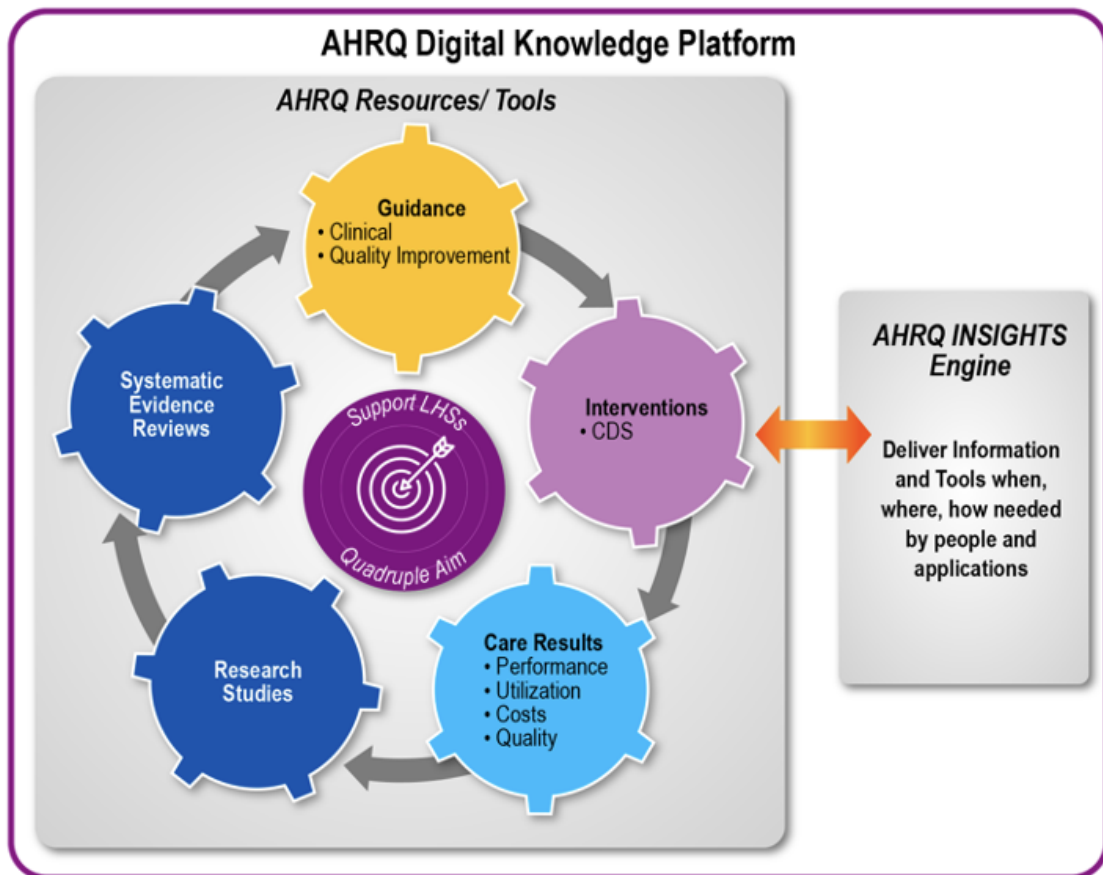 AHRQ Digital Knowledge Platform
AHRQ Resources/ Tools
Guidance
• Clinical
• Quality Improvement
Systematic
Evidence
Reviews
Interventions
• CDS
Support LHSs
Quadruple Aim
Research
Studies
Care Results
• Performance
• Utilization
• Costs
• Quality
AHRQ INSIGHTS
Engine
Deliver Information
and Tools when,
where, how needed
by people and
applications